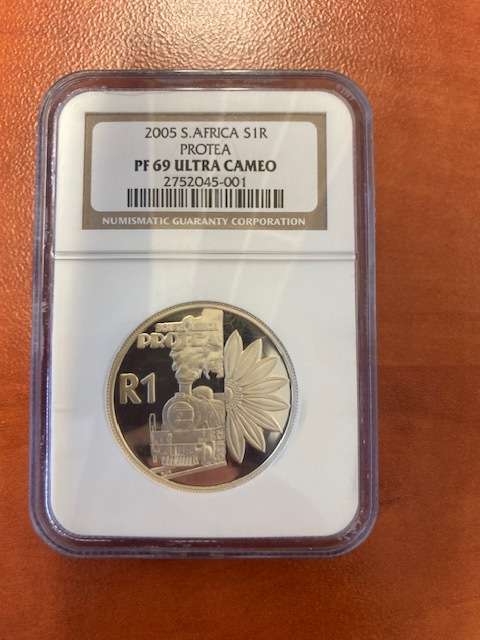 2005 S.AFRICA S1R
PROTEA
PF 69 ULTRA CAMEO
2752045-001
NUMISMATIC GUARANTY CORPORATION
PROTEA
R1